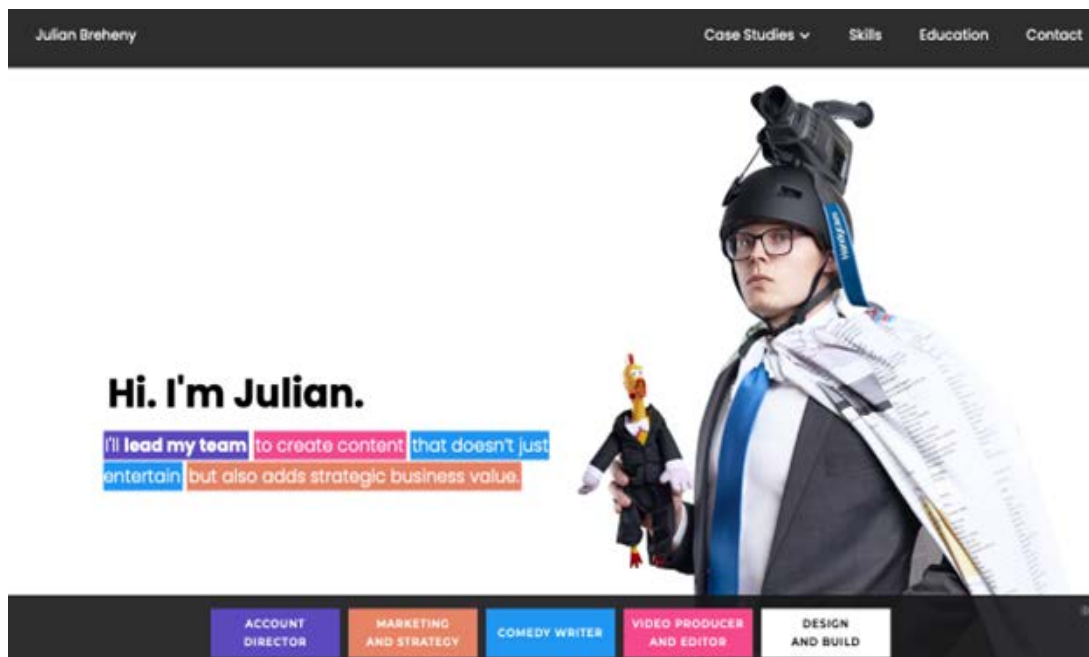 Julian Breheny
Case Studies
Skills
Education
Contact
Hi. I'm Julian.
I'll lead my team to create content that doesn't just
entertain but also adds strategic business value.
ACCOUNT
DIRECTOR
MARKETING
AND STRATEGY
COMEDY WRITER
VIDEO PRODUCER
AND EDITOR
DESIGN
AND BUILD